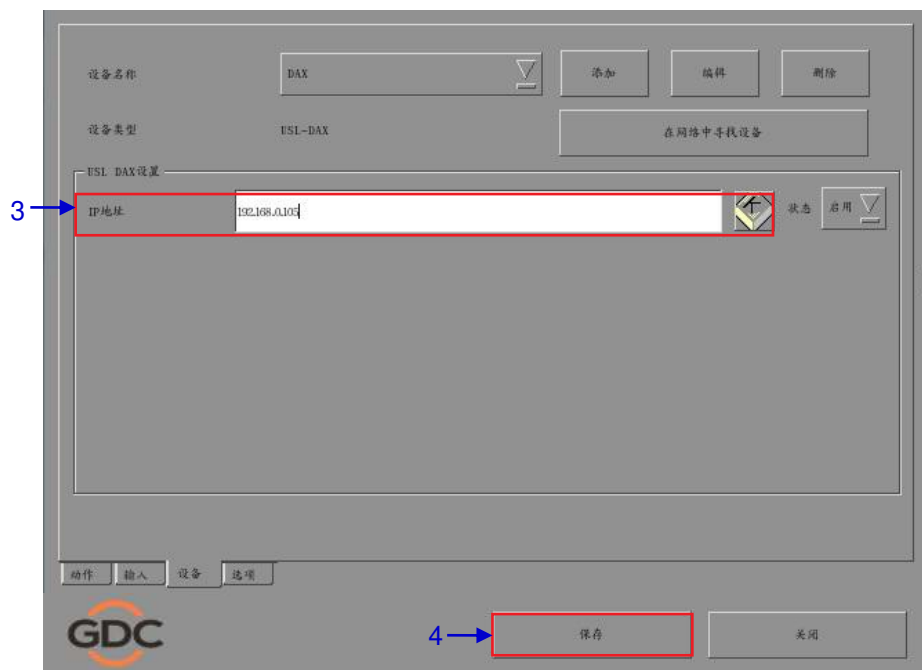 设备名称 DAX 添加 编辑 删除
设备类型 USL-DAX 在网络中寻找设备
USL DAX设置
3 IP地址 192.168.0.105 个 状态 启用
动作 输入 设备 选项
GDC 4 保存 关闭